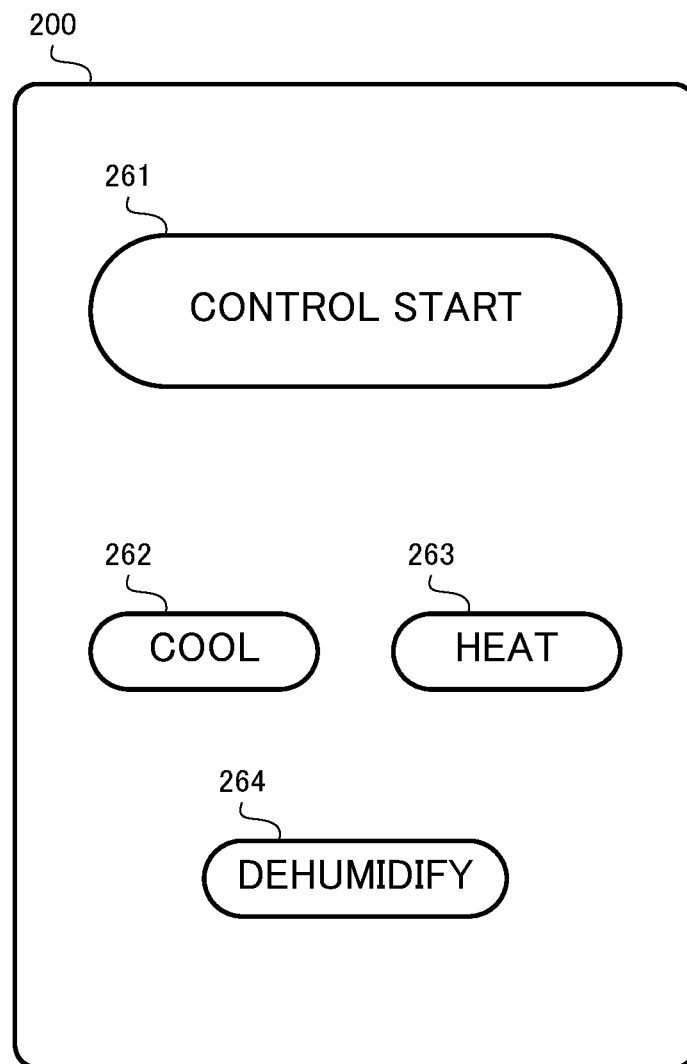 200
261
CONTROL START
262 263
COOL HEAT
264
DEHUMIDIFY